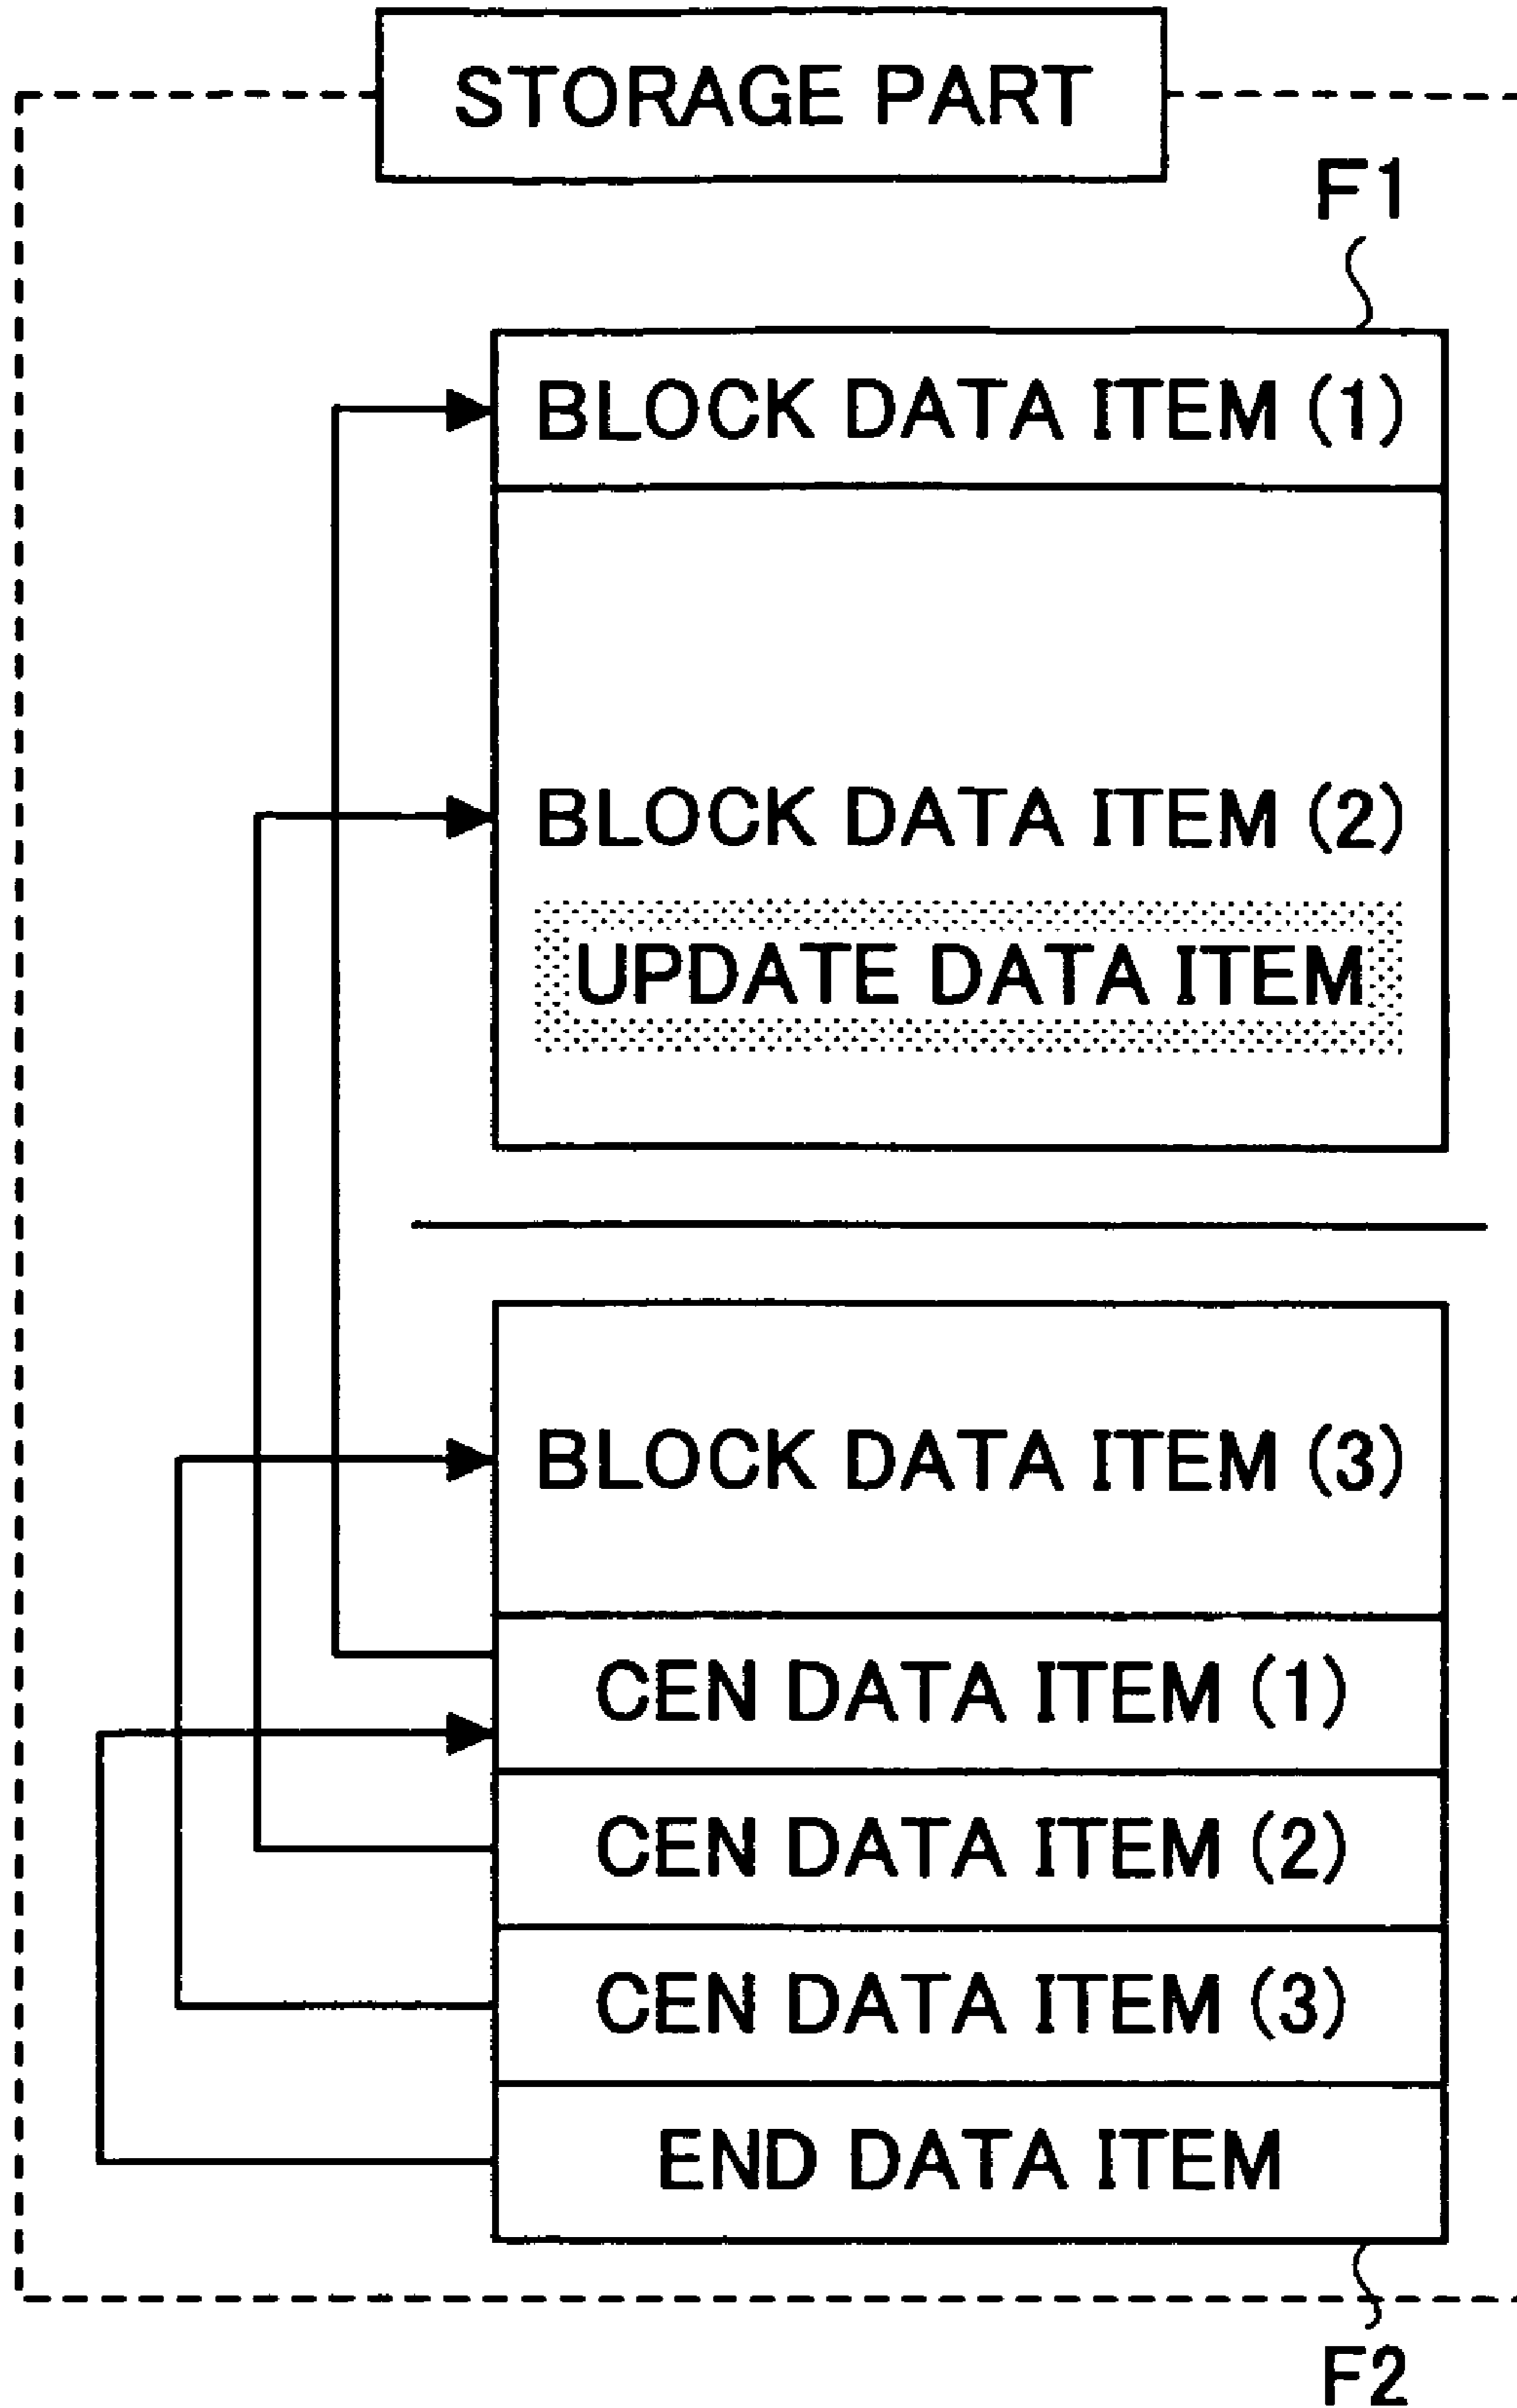 STORAGE PART
F1
BLOCK DATA ITEM (1)
BLOCK DATA ITEM (2)
UPDATE DATA ITEM
BLOCK DATA ITEM (3)
CEN DATA ITEM (1)
CEN DATA ITEM (2)
CEN DATA ITEM (3)
END DATA ITEM
F2